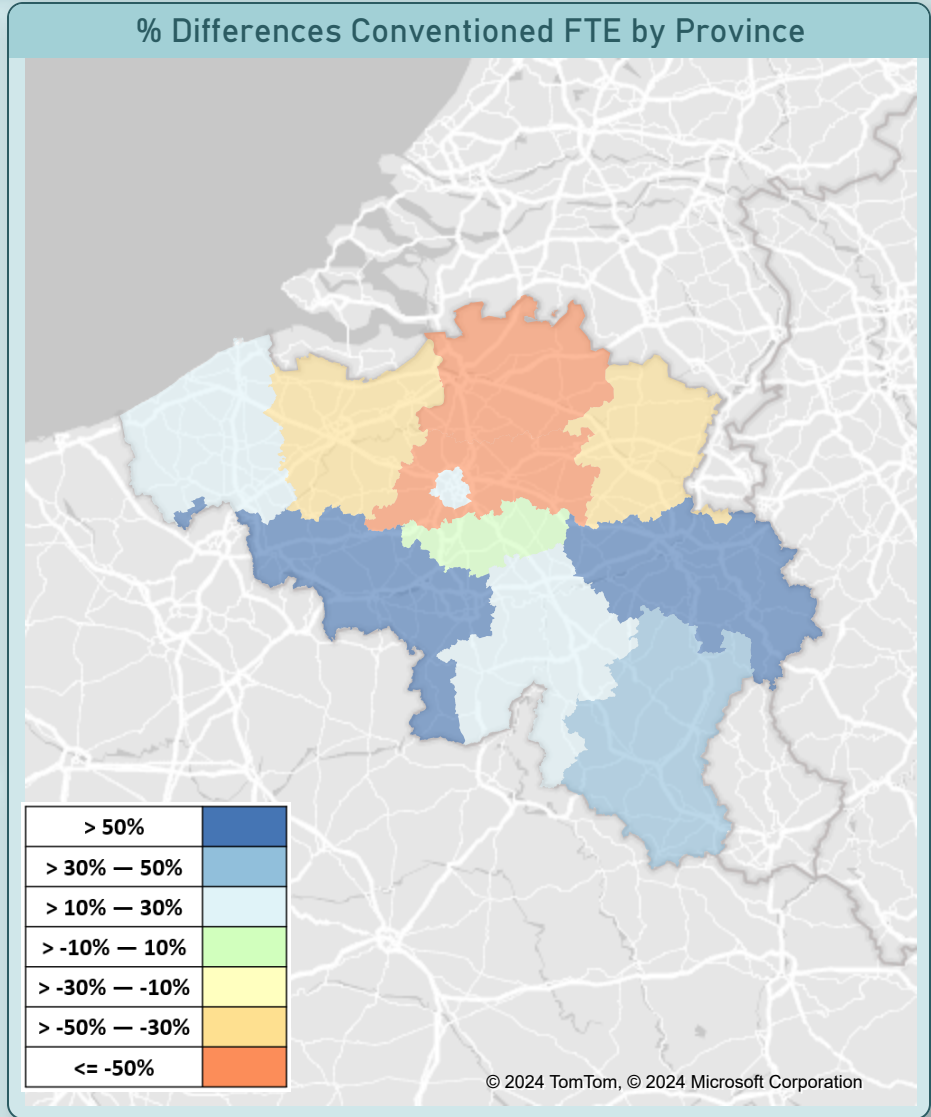 % Differences Conventioned FTE by Province
> 50%
> 30% — 50%
> 10% — 30%
> -10% — 10%
> -30% — -10%
> -50% — -30%
<= -50%
© 2024 TomTom, © 2024 Microsoft Corporation